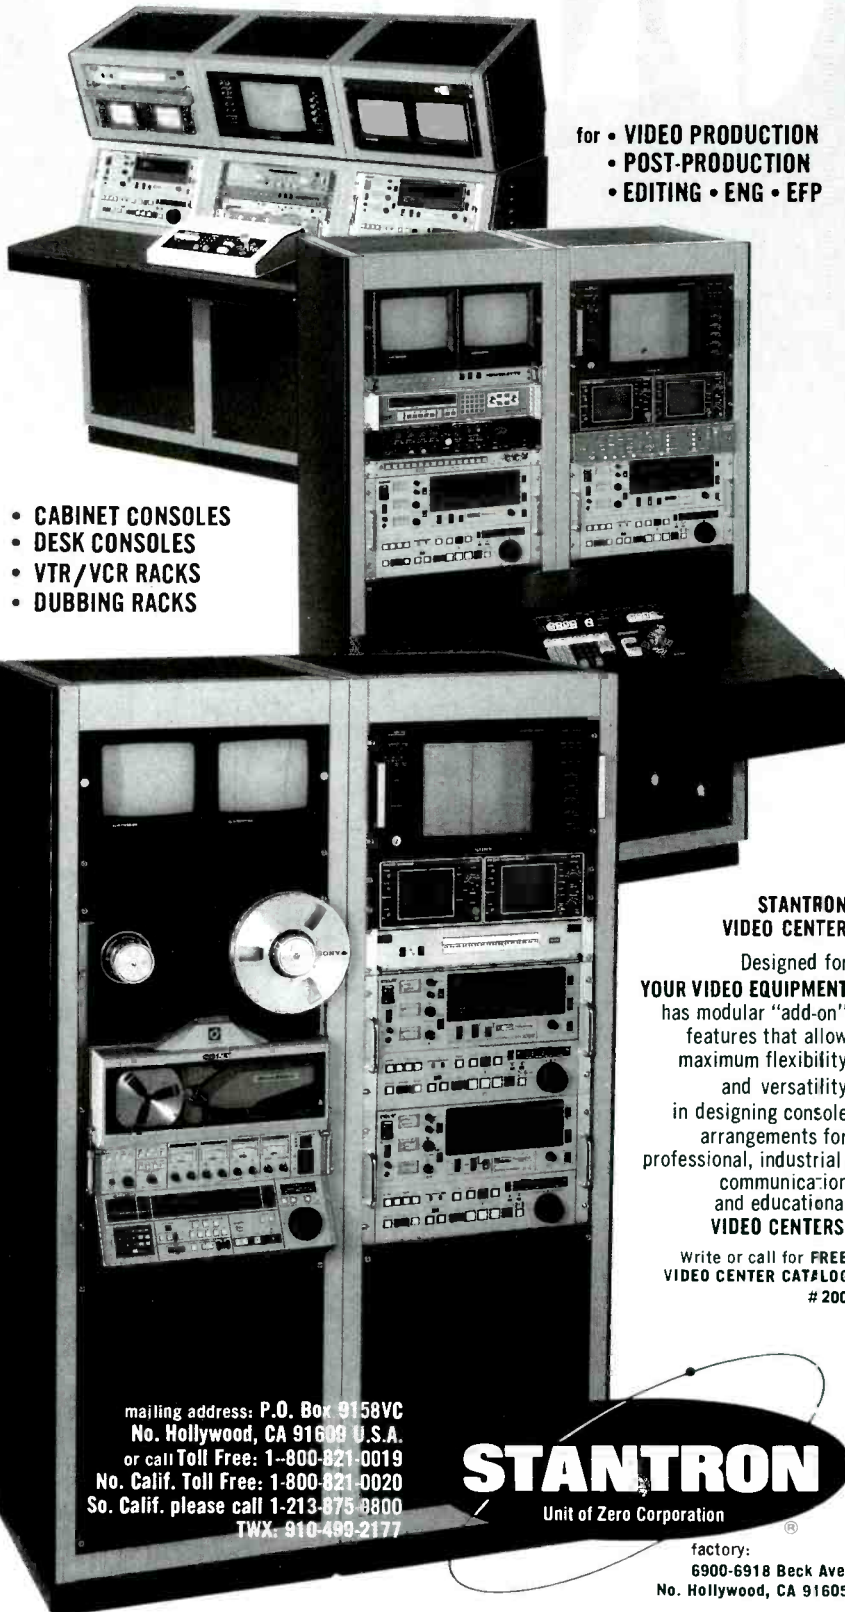 for • VIDEO PRODUCTION
• POST-PRODUCTION
• EDITING • ENG • EFP
• CABINET CONSOLES
• DESK CONSOLES
• VTR/VCR RACKS
• DUBBING RACKS
SONY
STANTRON
VIDEO CENTER
Designed for
YOUR VIDEO EQUIPMENT
has modular "add-on"
features that allow
maximum flexibility
and versatility
in designing console
arrangements for
professional, industrial
communication
and educationa
VIDEO CENTERS
Write or call for FREE
VIDEO CENTER CATALOG
#200
mailing address: P.O. Box 9158VC
No. Hollywood, CA 91609 U.S.A.
or call Toll Free: 1--800-821-0019
No. Calif. Toll Free: 1-800-821-0020
So. Calif. please call 1-213-875-0800
TWX: 910-499-2177
STANTRON
Unit of Zero Corporation
®
factory:
6900-6918 Beck Ave
No. Hollywood, CA 91605